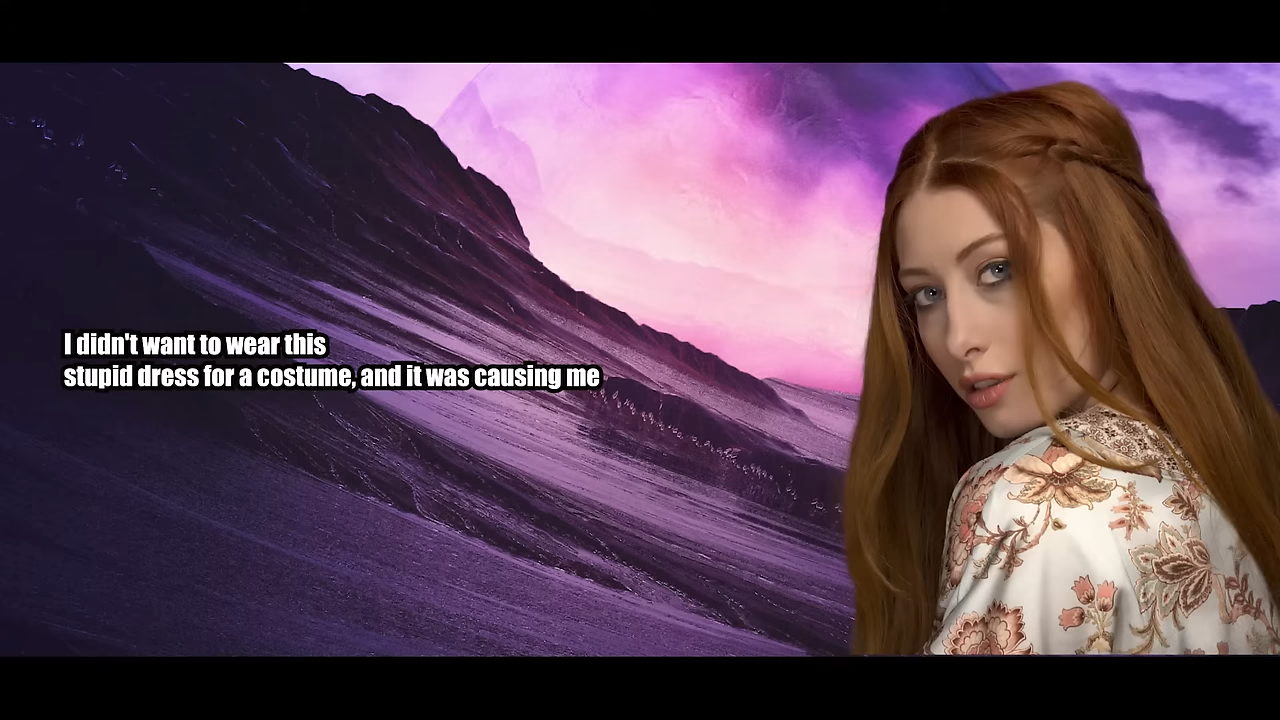 I didn't want to wear this
stupid dress for a costume, and it was causing me